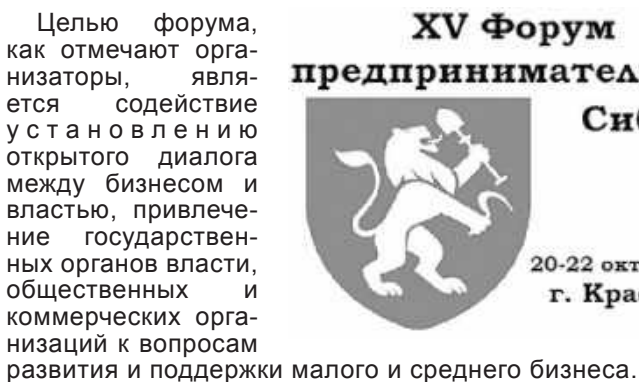 Целью форума,
как отмечают орга-
низаторы, явля-
ется содействие
установлению
открытого диалога
между бизнесом и
властью, привлече-
ние государствен-
ных органов власти,
общественных и
коммерческих орга-
низаций к вопросам
развития и поддержки малого и среднего бизнеса.
XV Форум
20-22
г.